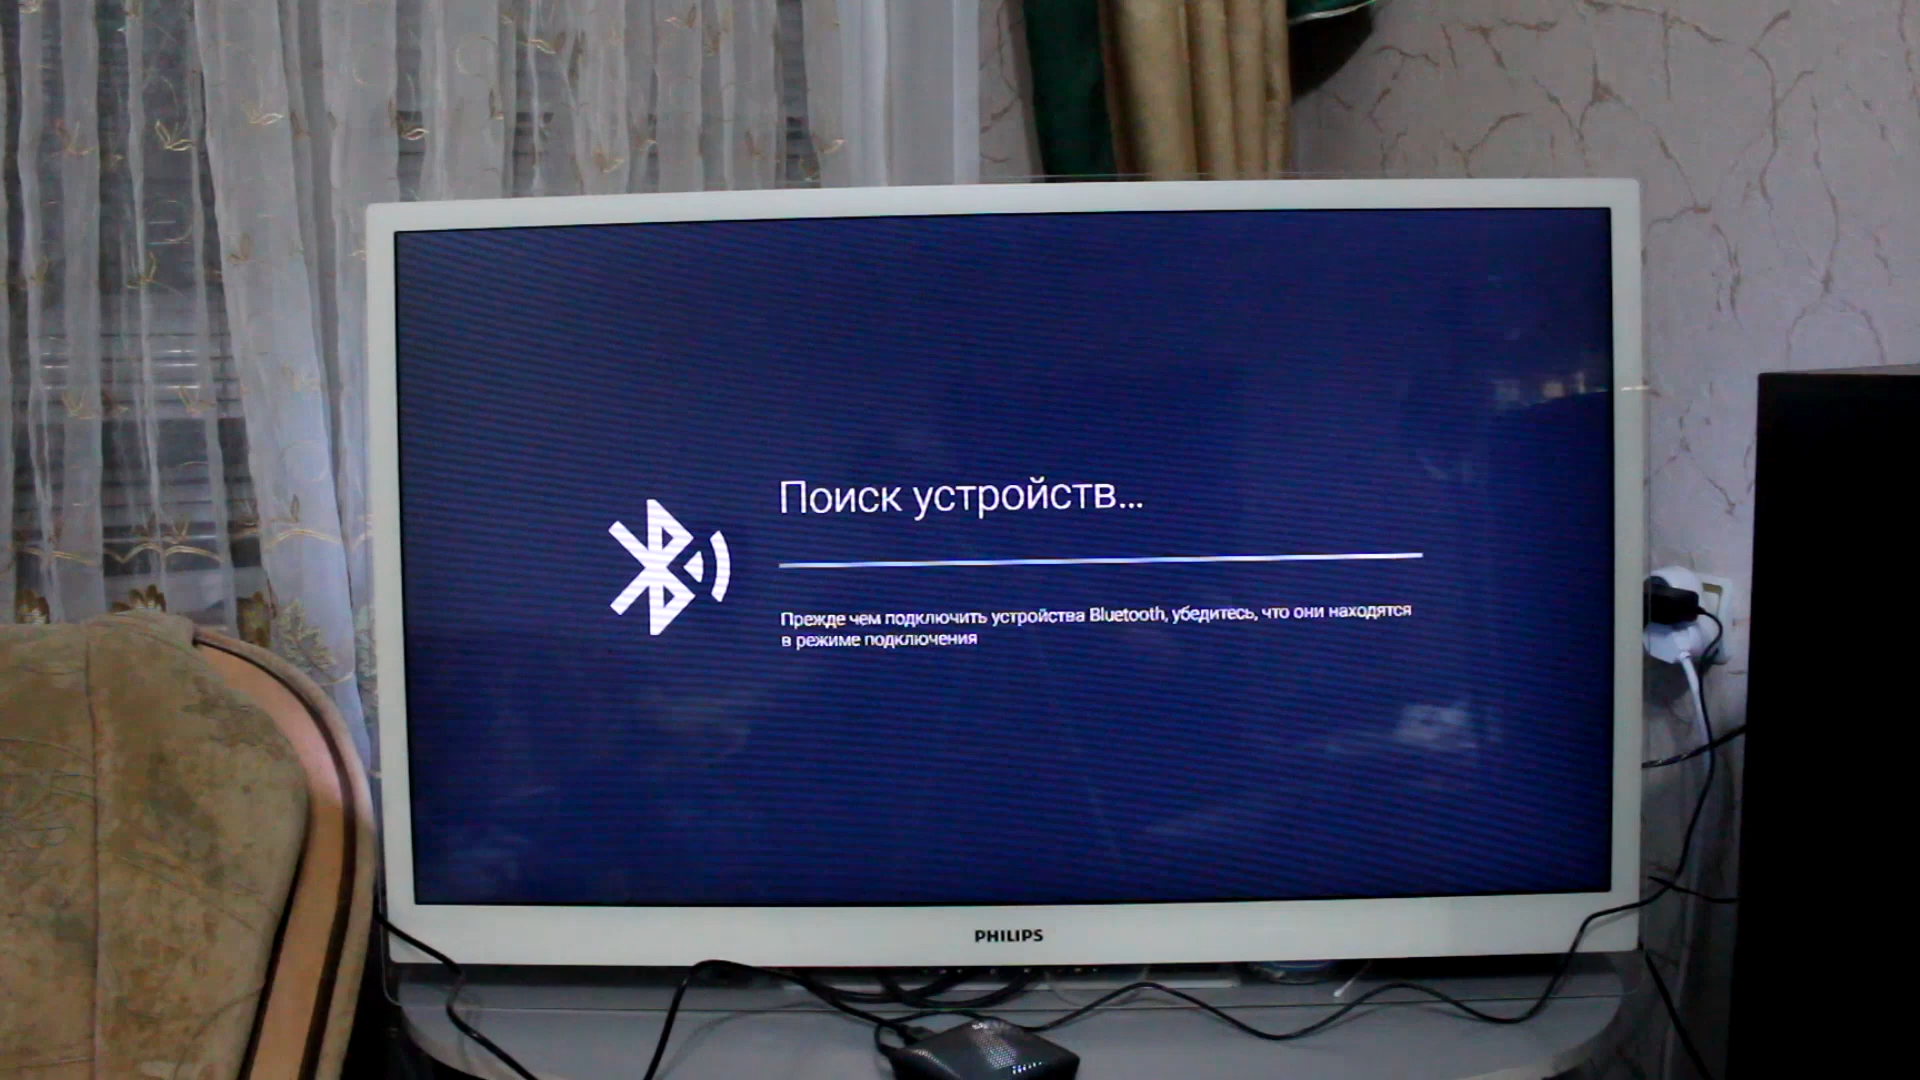 Поиск устройств...
Прежде чем подключить устройства Bluetooth, убедитесь, что они находятся
в режиме подключения
PHILIPS